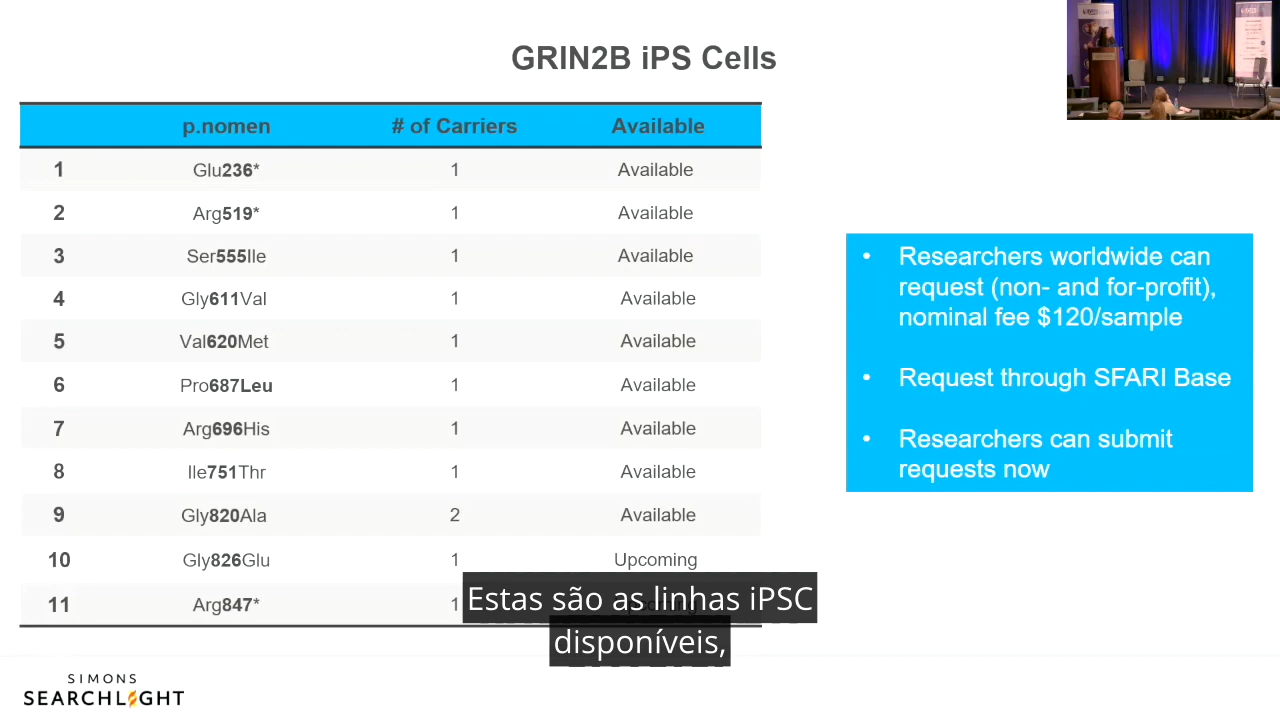 GRIN2B iPS Cells
p.nomen # of Carriers Available
1 Glu236* 1 Available
2 Arg519* 1 Available
3 Ser555Ile 1 Available
4 Gly611Val 1 Available
5 Val620Met 1 Available
6 Pro687Leu 1 Available
7 Arg696His 1 Available
8 Ile751Thr 1 Available
9 Gly820Ala 2 Available
10 Gly826Glu 1 Upcoming
11 Arg847* 1
• Researchers worldwide can
request (non- and for-profit),
nominal fee $120/sample
• Request through SFARI Base
• Researchers can submit
requests now
Estas são as linhas iPSC
disponíveis,
SIMONS
SEARCHLIGHT